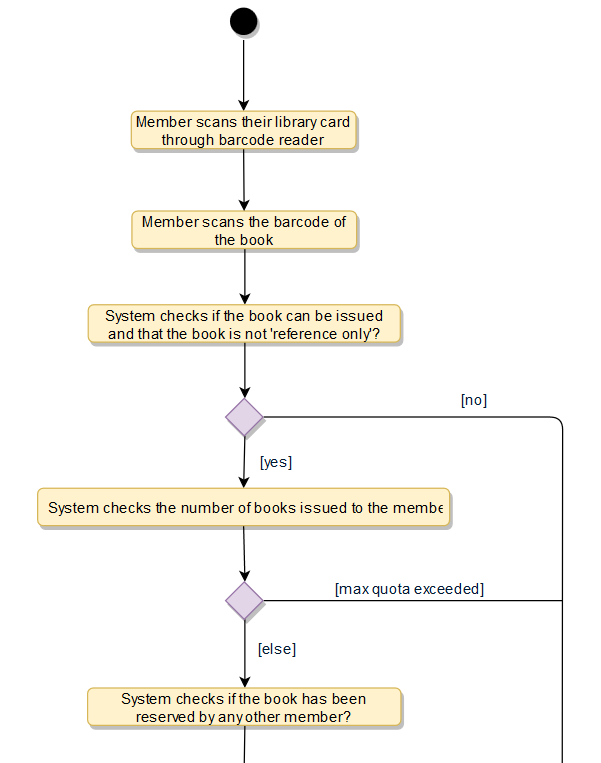 Member scans their library card
through barcode reader
Member scans the barcode of
the book
System checks if the book can be issued
and that the book is not 'reference only'?
[no]
[yes]
System checks the number of books issued to the
[max quota exceeded]
[else]
System checks if the book has been
reserved by any other member?